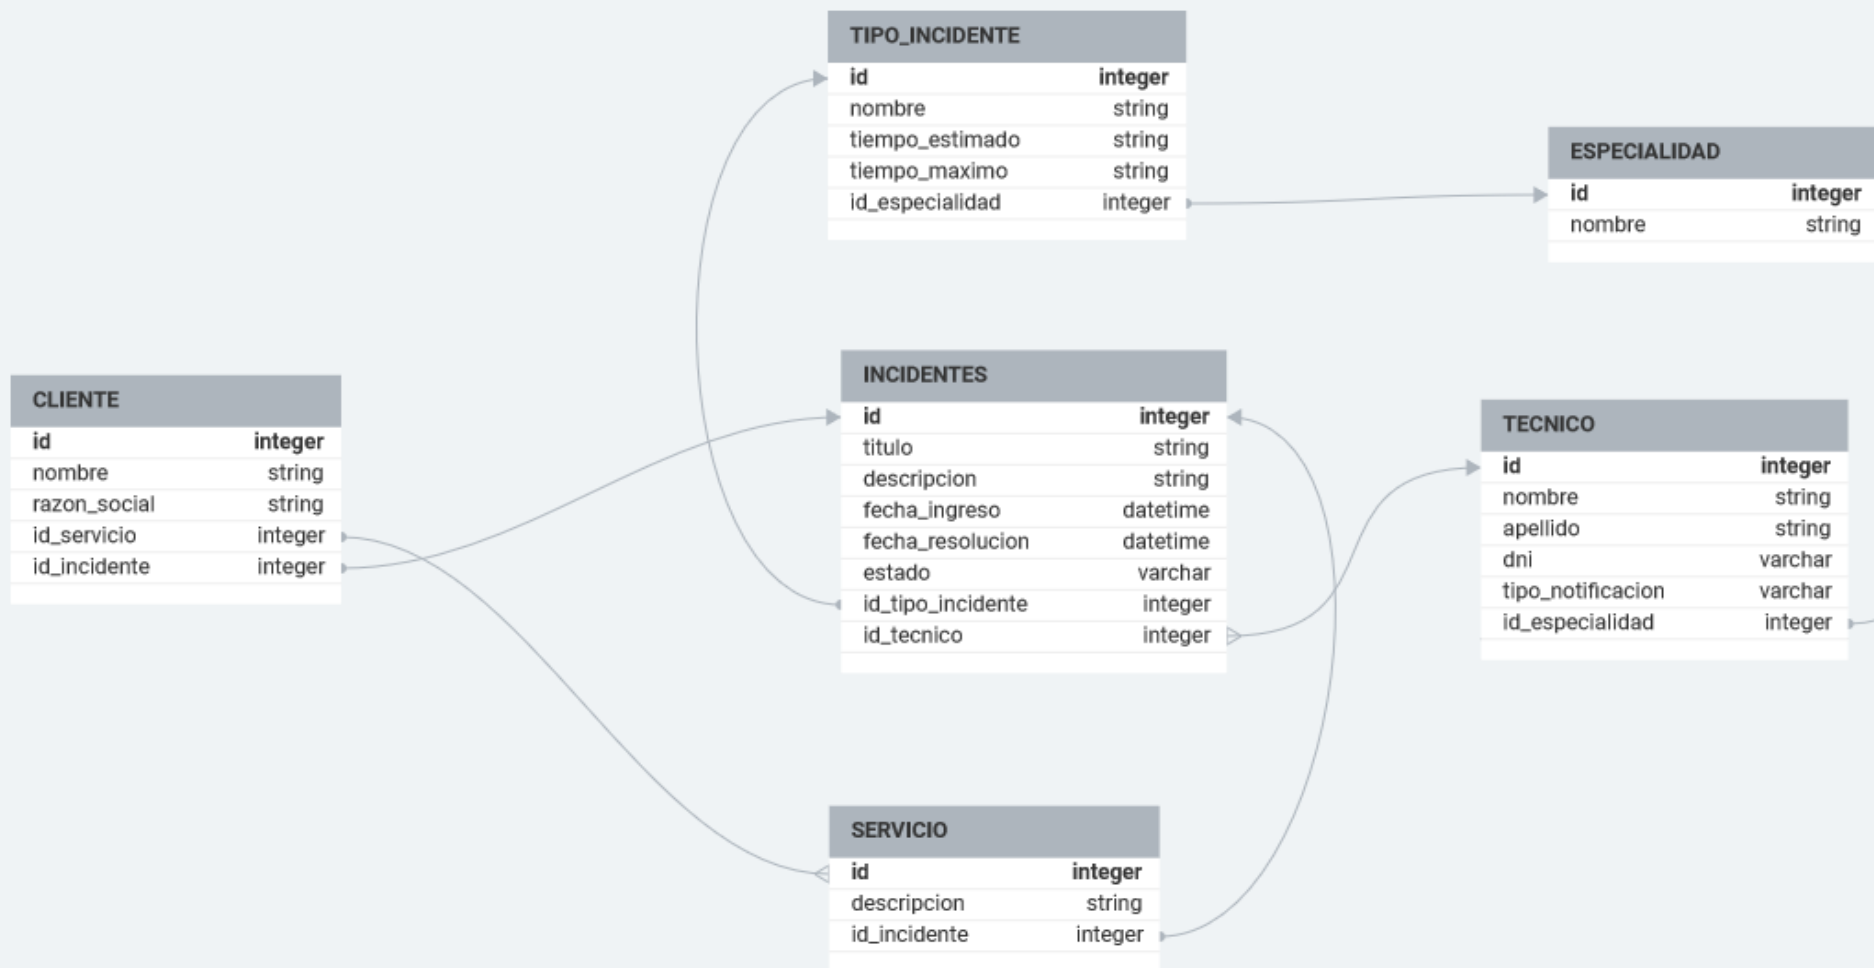 TIPO_INCIDENTE
id integer
nombre string
tiempo_estimado string
tiempo_maximo string
id_especialidad integer
ESPECIALIDAD
id integer
nombre string
CLIENTE
id integer
nombre string
razon_social string
id_servicio integer
id_incidente integer
INCIDENTES
id integer
titulo string
descripcion string
fecha_ingreso datetime
fecha_resolucion datetime
estado varchar
id_tipo_incidente integer
id_tecnico integer
TECNICO
id integer
nombre string
apellido string
dni varchar
tipo_notificacion varchar
id_especialidad integer
SERVICIO
id integer
descripcion string
id_incidente integer